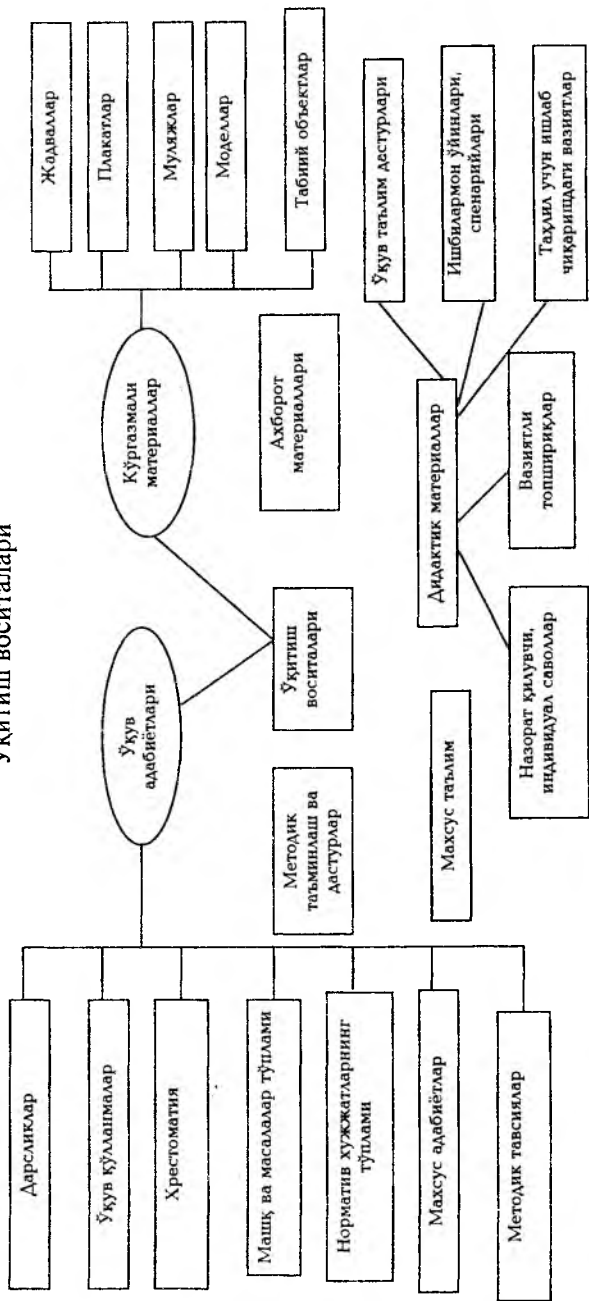 Ўқитиш воситалари
Дарсликлар
Ўқув қўлланмалар
Хрестоматия
Машқ ва масалалар тўплами
Норматив хужжатларнинг
тўплами
Махсус адабиётлар
Методик тавсиялар
Ўқув
адабиётлари
Кўргазмали
материаллар
Жадваллар
Плакатлар
Муляжлар
Моделлар
Табиий объектлар
Методик
таъминлаш ва
дастурлар
Ўқитиш
воситалари
Ахборот
материаллари
Махсус таълим
Дидактик материаллар
Ўқув таълим дастурлари
Ишбилармон ўйинлари,
спенарийлари
Таҳлил учун ишлаб
чиқаришдаги вазиятлар
Вазиятли
топшириқлар
Назорат қилувчи,
индивидуал саволлар